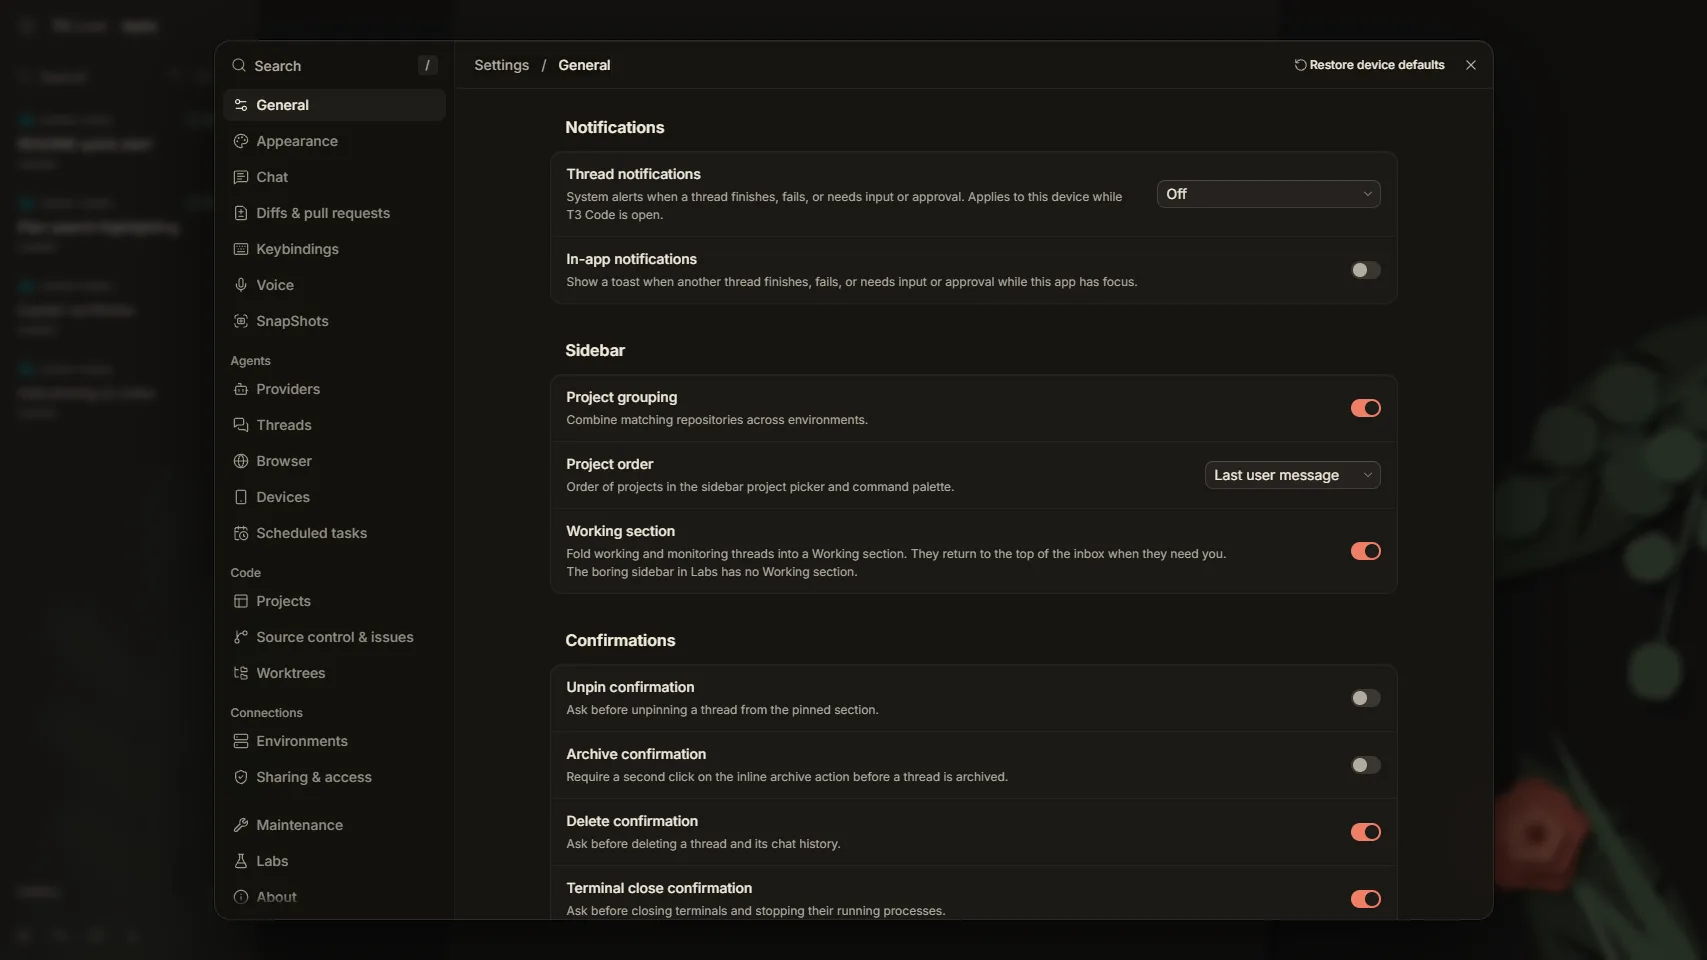 Search /
General
Appearance
Chat
Diffs & pull requests
Keybindings
Voice
SnapShots
Agents
Providers
Threads
Browser
Devices
Scheduled tasks
Code
Projects
Source control & issues
Worktrees
Connections
Environments
Sharing & access
Maintenance
Labs
About
Settings / General
Restore device defaults
Notifications
Thread notifications
System alerts when a thread finishes, fails, or needs input or approval. Applies to this device while
T3 Code is open.
Off
In-app notifications
Show a toast when another thread finishes, fails, or needs input or approval while this app has focus.
Sidebar
Project grouping
Combine matching repositories across environments.
Project order
Order of projects in the sidebar project picker and command palette.
Last user message
Working section
Fold working and monitoring threads into a Working section. They return to the top of the inbox when they need you.
The boring sidebar in Labs has no Working section.
Confirmations
Unpin confirmation
Ask before unpinning a thread from the pinned section.
Archive confirmation
Require a second click on the inline archive action before a thread is archived.
Delete confirmation
Ask before deleting a thread and its chat history.
Terminal close confirmation
Ask before closing terminals and stopping their running processes.